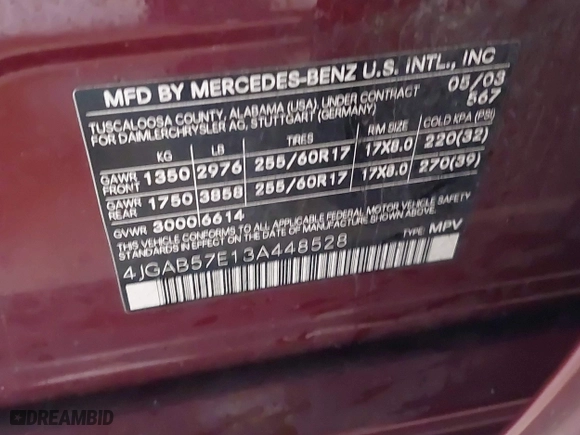 MFD BY MERCEDES-BENZ U.S. INTL., INC
TUSCALOOSA COUNTY, ALABAMA (USA), UNDER CONTRACT 05/03
FOR DAIMLERCHRYSLER AG, STUTTGART (GERMANY) 567
KG LB TIRES RM SIZE COLD KPA (PSI)
GAWR FRONT 1350 2976 255/60R17 17X8.0 220(32)
GAWR REAR 1750 3858 255/60R17 17X8.0 270(39)
GVWR 3000 6614
THIS VEHICLE CONFORMS TO ALL APPLICABLE FEDERAL MOTOR VEHICLE SAFETY
STANDARDS IN EFFECT ON THE DATE OF MANUFACTURE SHOWN ABOVE.
4JGAB57E13A448528 TYPE MPV
DREAMBID